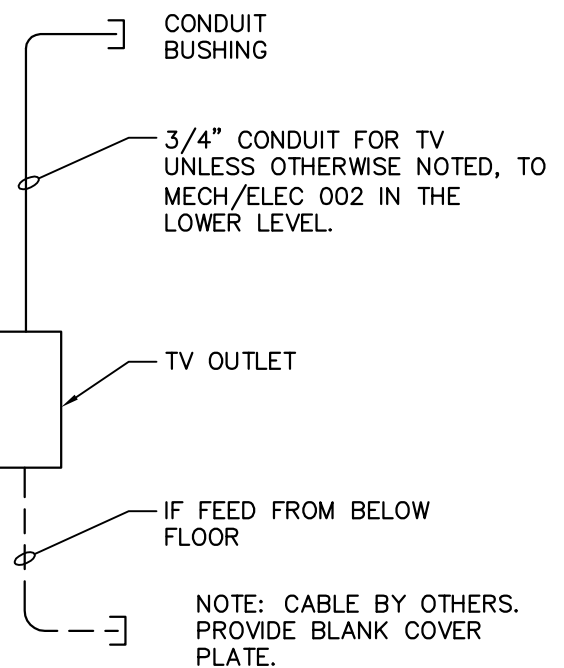 CONDUIT
BUSHING
3/4" CONDUIT FOR TV
UNLESS OTHERWISE NOTED, TO
MECH/ELEC 002 IN THE
LOWER LEVEL.
TV OUTLET
IF FEED FROM BELOW
FLOOR
NOTE: CABLE BY OTHERS.
PROVIDE BLANK COVER
PLATE.